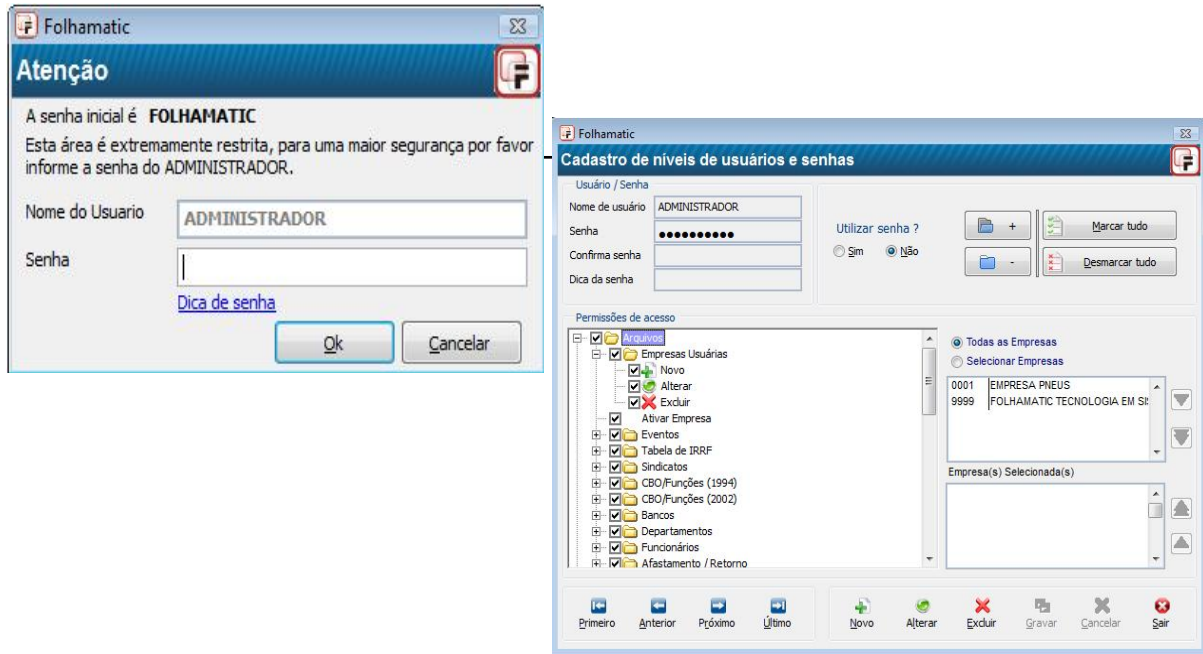 Folhamatic
Atenção
A senha inicial é FOLHAMATIC
Esta área é extremamente restrita, para uma maior segurança por favor
informe a senha do ADMINISTRADOR.
Nome do Usuario ADMINISTRADOR
Senha
Dica de senha
Ok Cancelar
Folhamatic
Cadastro de níveis de usuários e senhas
Usuário / Senha
Nome de usuário ADMINISTRADOR
Senha ●●●●●●●●●●
Confirma senha
Dica da senha
Utilizar senha ?
Sim Não
+ Marcar tudo
- Desmarcar tudo
Permissões de acesso
Arquivos
Empresas Usuárias
Novo
Alterar
Excluir
Ativar Empresa
Eventos
Tabela de IRRF
Sindicatos
CBO/Funções (1994)
CBO/Funções (2002)
Bancos
Departamentos
Funcionários
Afastamento / Retorno
Todas as Empresas
Selecionar Empresas
0001 EMPRESA PNEUS
9999 FOLHAMATIC TECNOLOGIA EM SI
Empresa(s) Selecionada(s)
Primeiro Anterior Próximo Último Novo Alterar Excluir Gravar Cancelar Sair